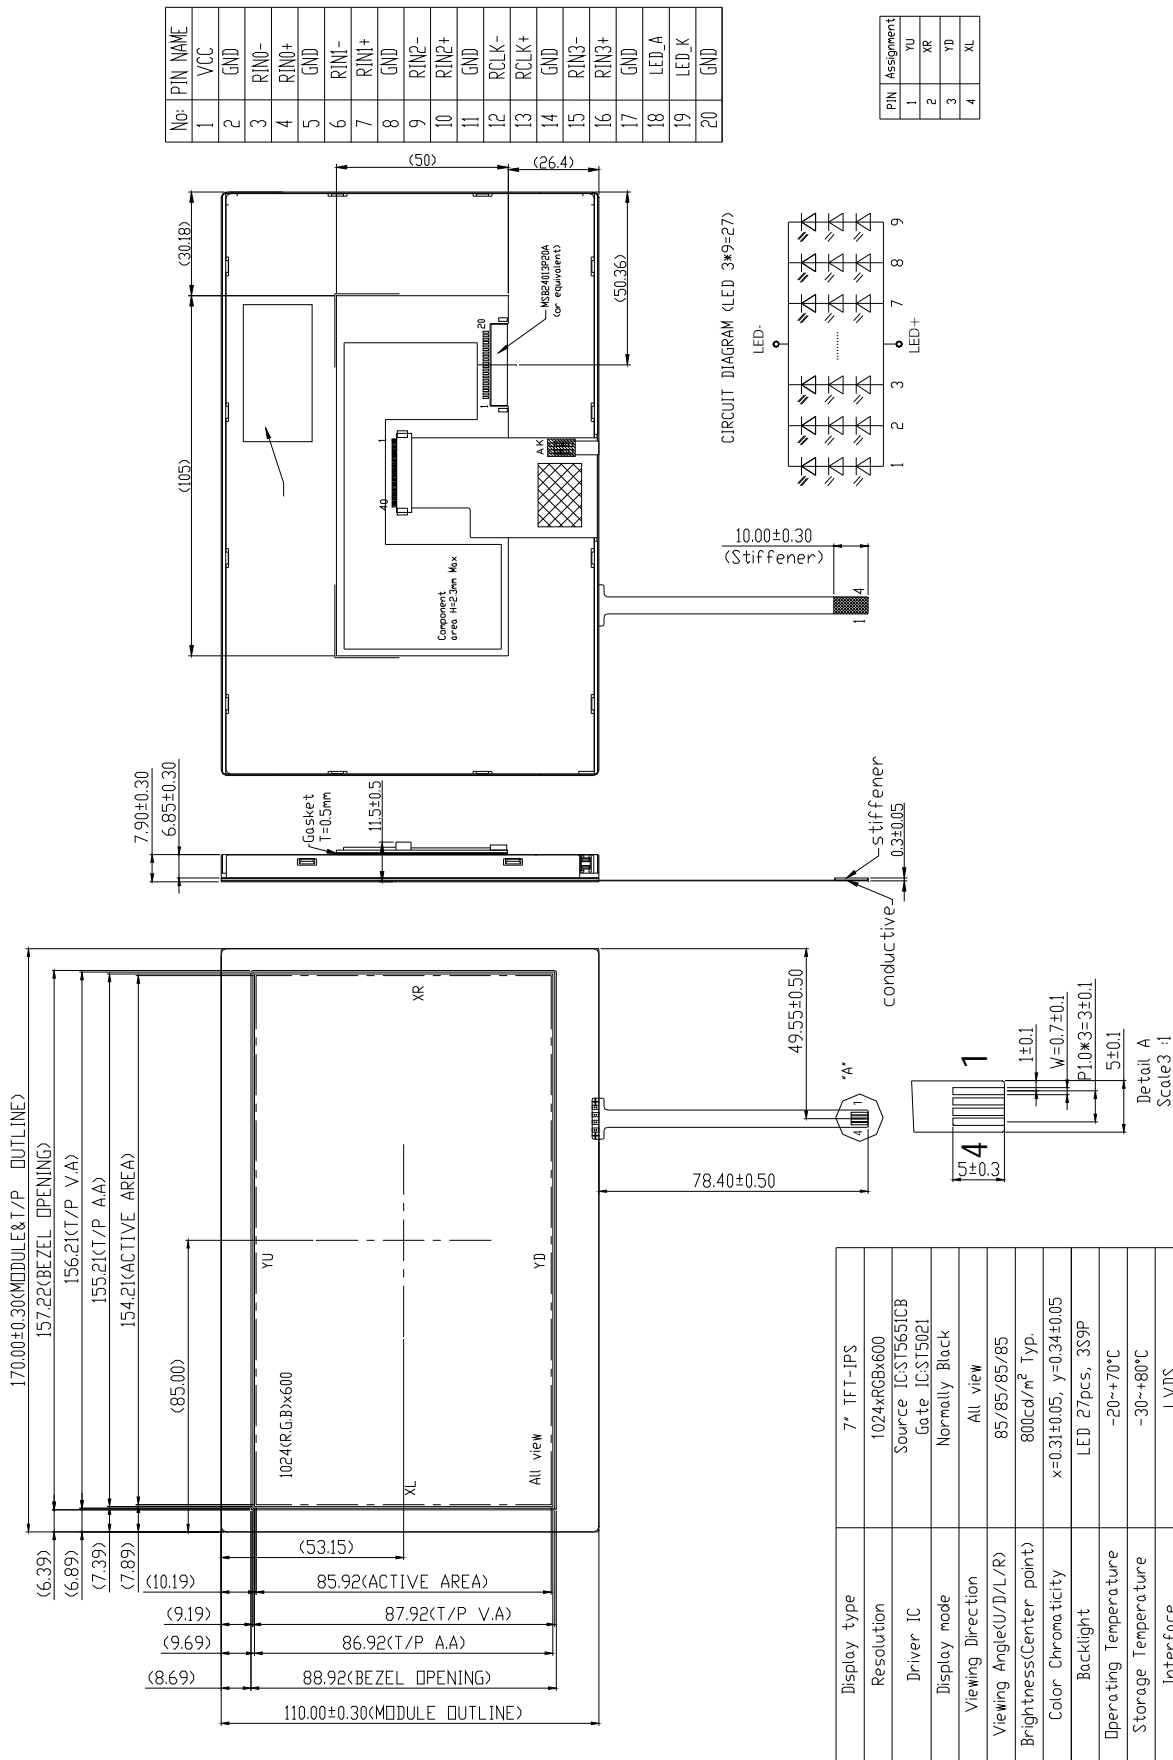 170.00±0.30(MODULE&T/P OUTLINE)
157.22(BEZEL OPENING)
156.21(T/P V.A)
155.21(T/P A.A)
154.21(ACTIVE AREA)
(6.39)
(6.89)
(7.39)
(7.89)
(85.00)
(53.15)
(10.19)
85.92(ACTIVE AREA)
(9.19)
87.92(T/P V.A)
(9.69)
86.92(T/P A.A)
(8.69)
88.92(BEZEL OPENING)
110.00±0.30(MODULE OUTLINE)
1024(R.G.B)x600
YU
XR
XL
YD
All view
49.55±0.50
78.40±0.50
"A"
4 1
4 1
5±0.3
1±0.1
W=0.7±0.1
P1.0*3=3±0.1
5±0.1
Detail A
Scale3 :1
7.90±0.30
6.85±0.30
Gasket
T=0.5mm
11.5±0.5
stiffener
0.3±0.05
conductive
(105)
(30.18)
(50)
(26.4)
(50.36)
Component
area H=2.3mm Max
40 1
1 20
A K
MSB24013P20A
(or equivalent)
10.00±0.30
(Stiffener)
1 4
CIRCUIT DIAGRAM (LED 3*9=27)
LED-
LED+
1 2 3 ........ 7 8 9
No: PIN NAME
1 VCC
2 GND
3 RIN0-
4 RIN0+
5 GND
6 RIN1-
7 RIN1+
8 GND
9 RIN2-
10 RIN2+
11 GND
12 RCLK-
13 RCLK+
14 GND
15 RIN3-
16 RIN3+
17 GND
18 LED_A
19 LED_K
20 GND
PIN Assignment
1 YU
2 XR
3 YD
4 XL
Display type 7" TFT-IPS
Resolution 1024xRGBx600
Driver IC Source IC:ST5651CB
Gate IC:ST5021
Display mode Normally Black
Viewing Direction All view
Viewing Angle(U/D/L/R) 85/85/85/85
Brightness(Center point) 800cd/m² Typ.
Color Chromaticity x=0.31±0.05, y=0.34±0.05
Backlight LED 27pcs, 3S9P
Operating Temperature -20~+70°C
Storage Temperature -30~+80°C
Interface LVDS